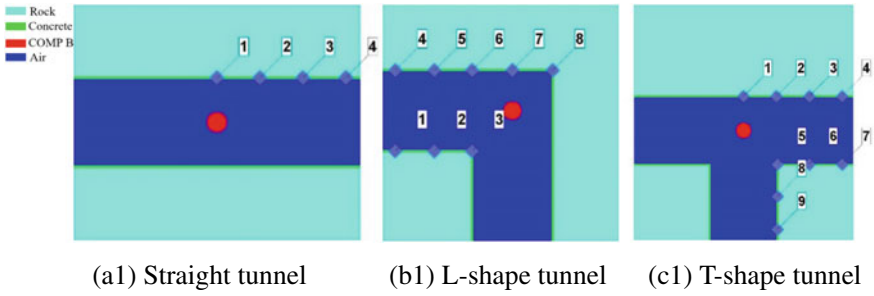 Rock
Concrete
COMP B
Air
1 2 3 4
4 5 6 7 8
1 2 3
1 2 3 4
5 6 7
8
9
(a1) Straight tunnel
(b1) L-shape tunnel
(c1) T-shape tunnel